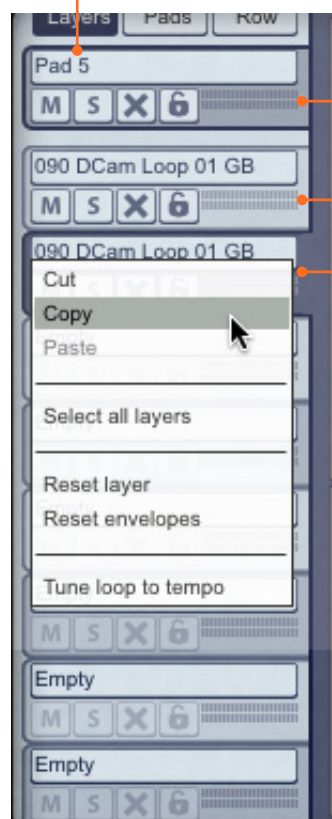 Layers Pads Row
Pad 5
M S
090 DCam Loop 01 GB
M S
090 DCam Loop 01 GB
Cut
Copy
Paste
Select all layers
Reset layer
Reset envelopes
Tune loop to tempo
M S
Empty
M S
Empty
M S